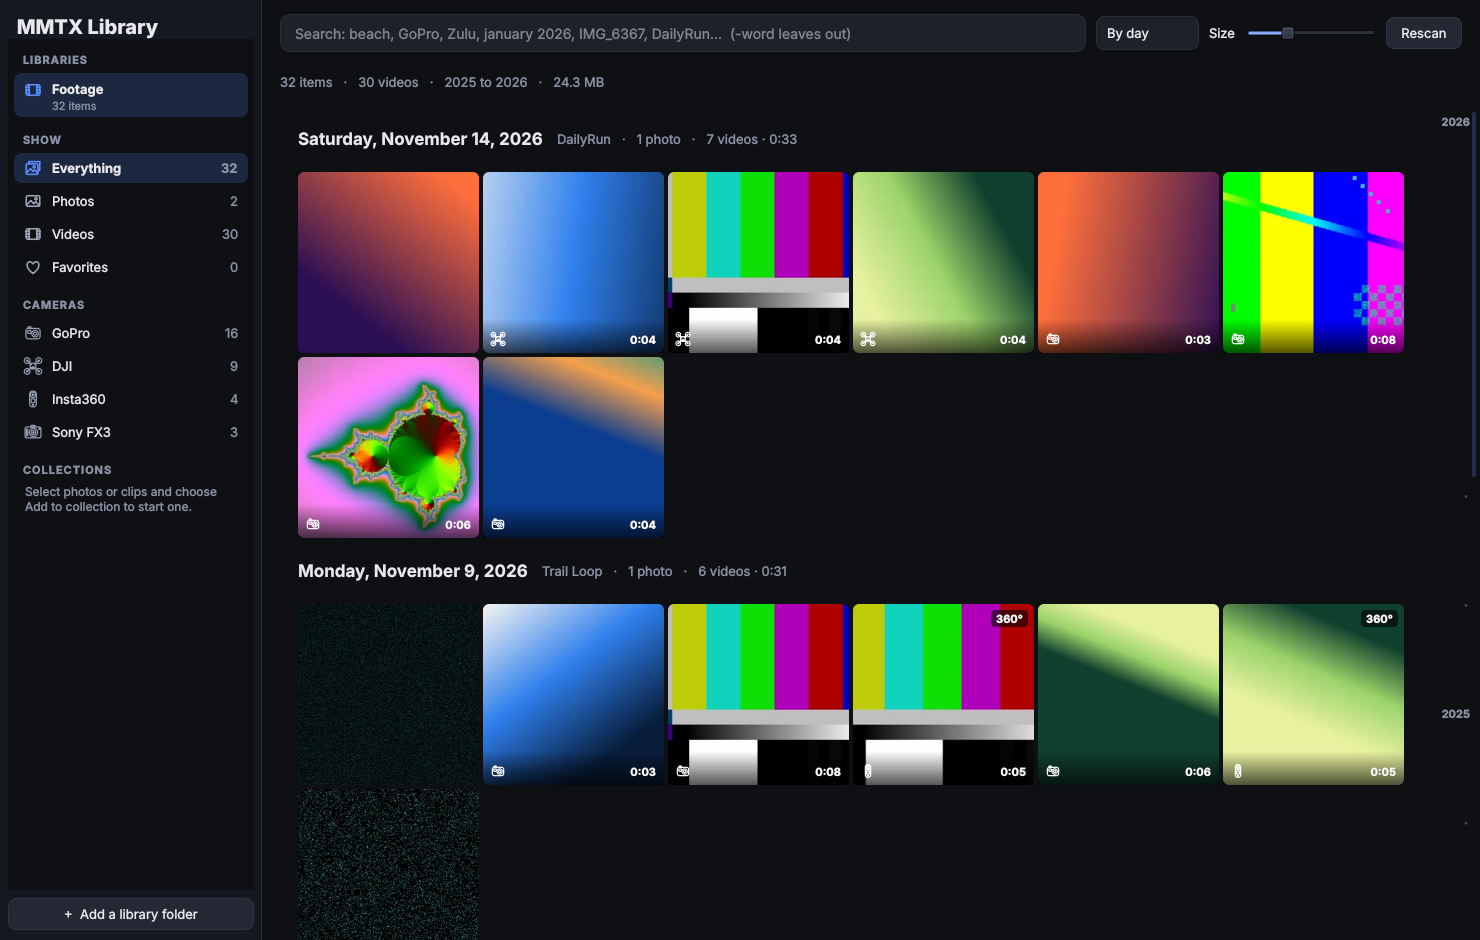 MMTX Library
LIBRARIES
Footage
32 items
SHOW
Everything 32
Photos 2
Videos 30
Favorites 0
CAMERAS
GoPro 16
DJI 9
Insta360 4
Sony FX3 3
COLLECTIONS
Select photos or clips and choose
Add to collection to start one.
+ Add a library folder
Search: beach, GoPro, Zulu, january 2026, IMG_6367, DailyRun... (-word leaves out)
By day
Size
Rescan
32 items · 30 videos · 2025 to 2026 · 24.3 MB
2026
Saturday, November 14, 2026 DailyRun · 1 photo · 7 videos · 0:33
0:04
0:04
0:04
0:03
0:08
0:06
0:04
Monday, November 9, 2026 Trail Loop · 1 photo · 6 videos · 0:31
360°
360°
2025
0:03
0:08
0:05
0:06
0:05